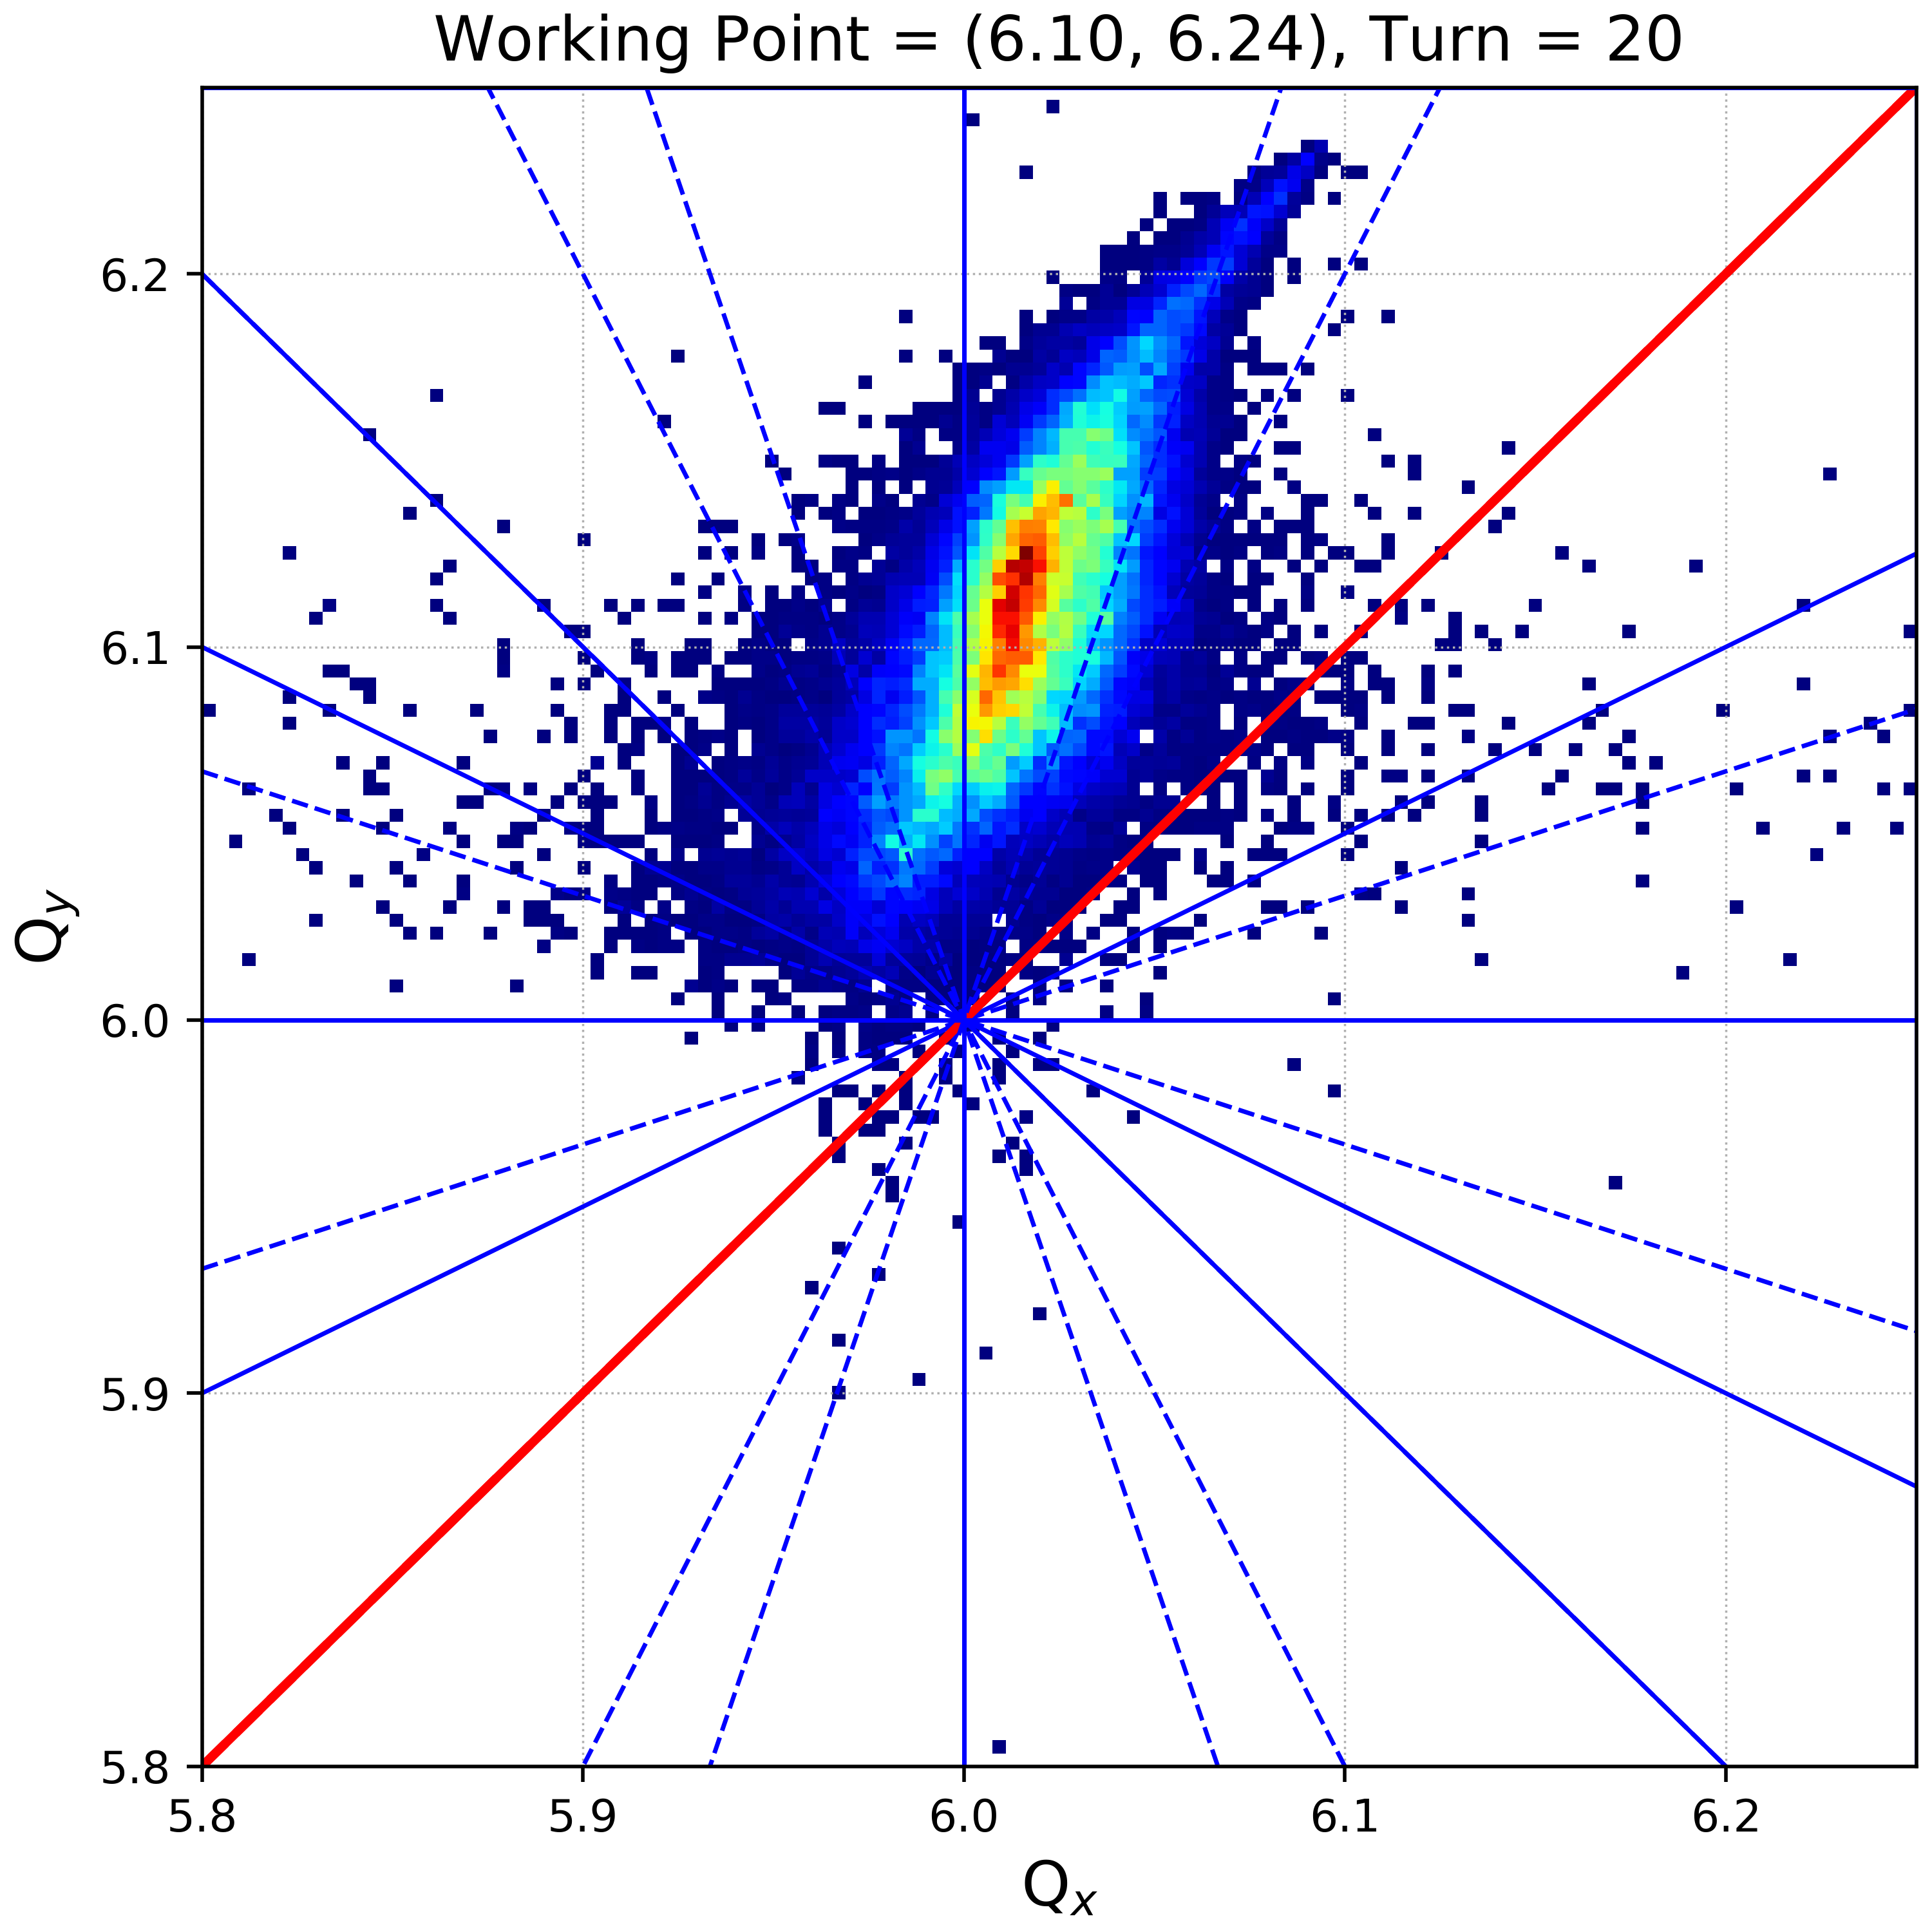 Working Point = (6.10, 6.24), Turn = 20
6.2
6.1
6.0
5.9
5.8
Qy
5.8 5.9 6.0 6.1 6.2
Qx